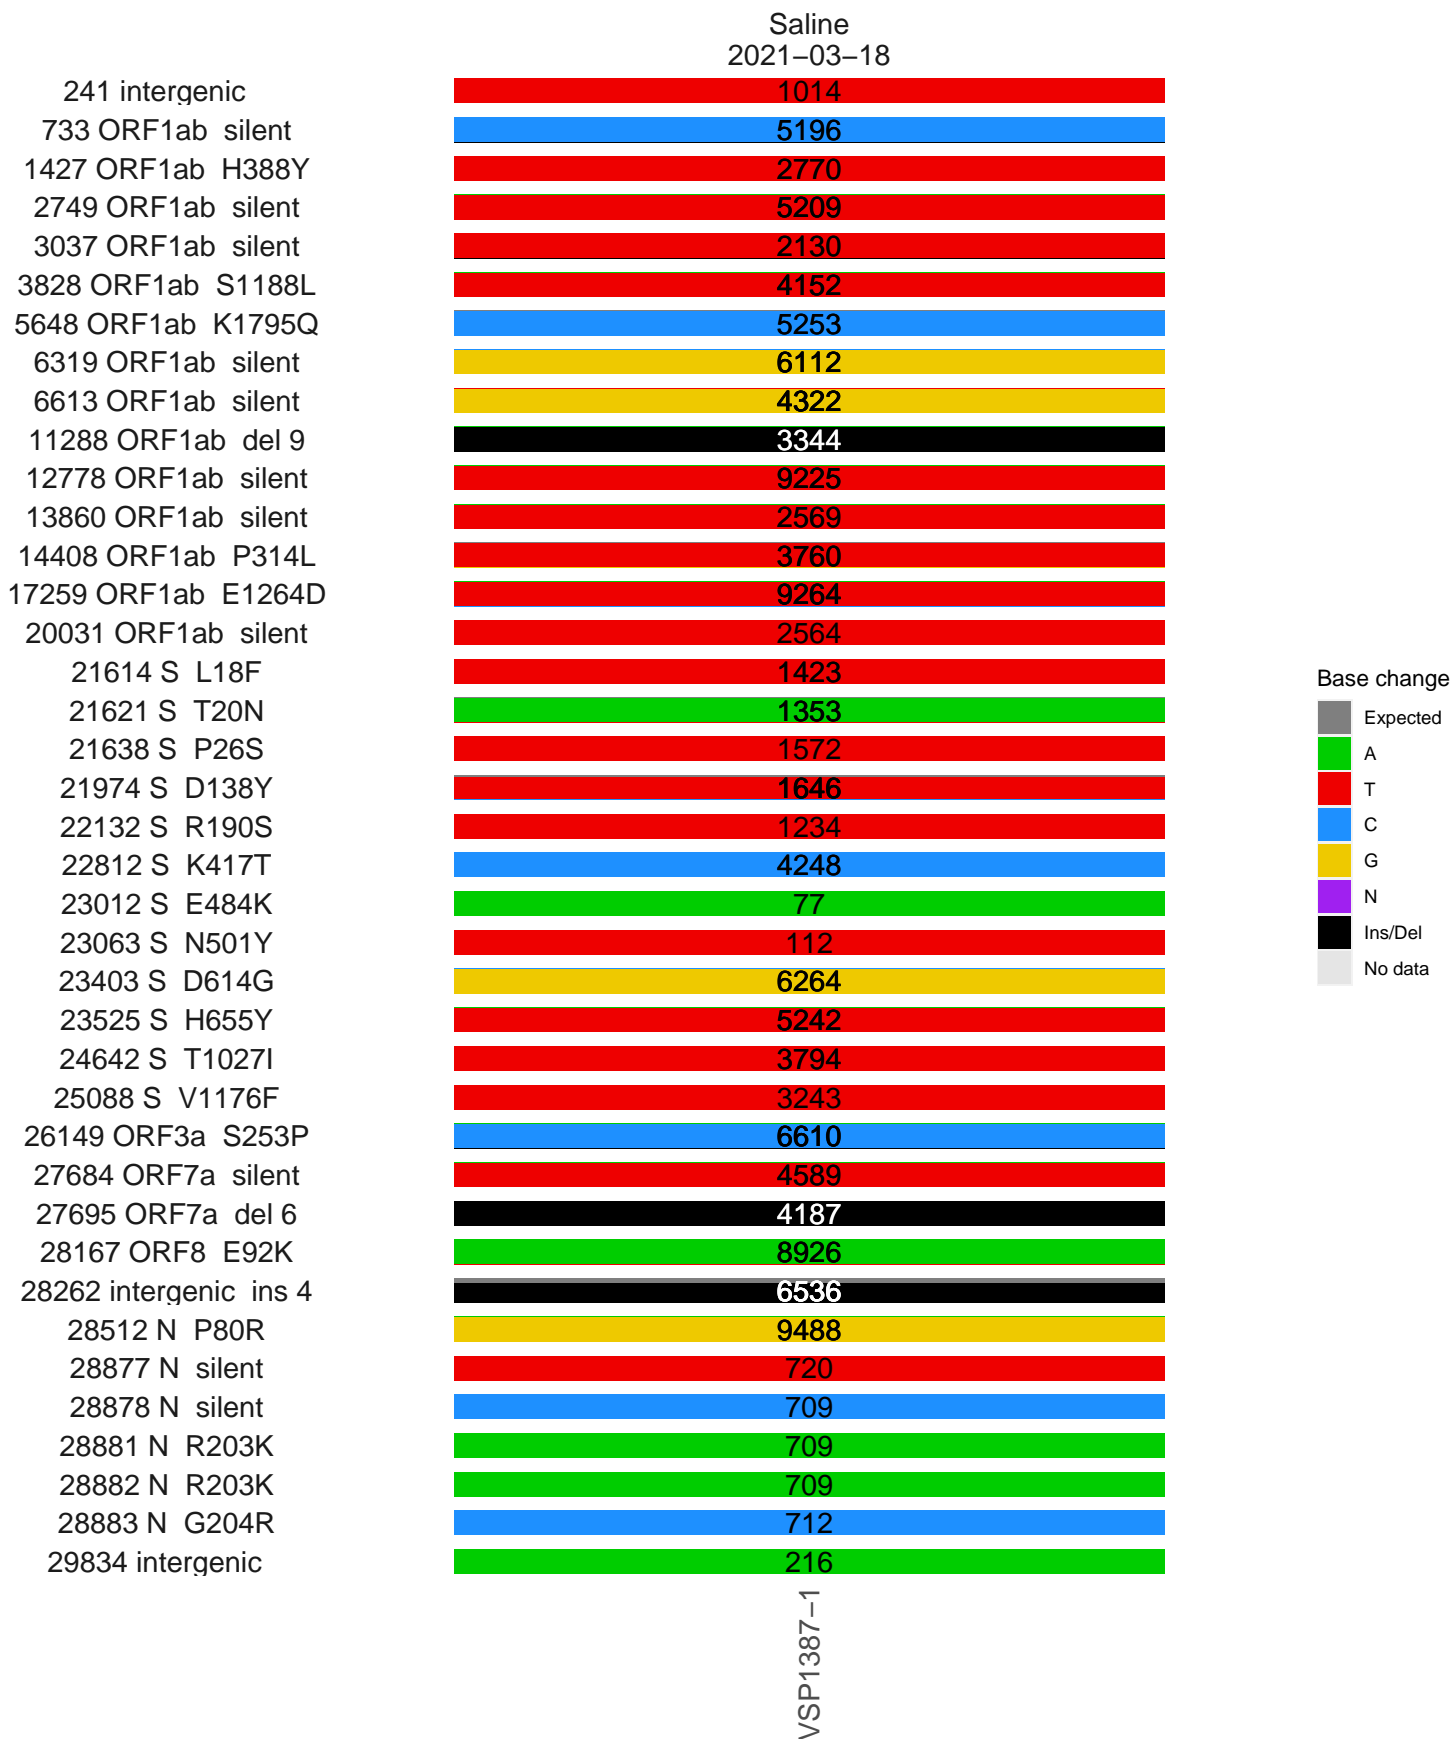 Saline
2021−03−18
241 intergenic 1014
733 ORF1ab silent 5196
1427 ORF1ab H388Y 2770
2749 ORF1ab silent 5209
3037 ORF1ab silent 2130
3828 ORF1ab S1188L 4152
5648 ORF1ab K1795Q 5253
6319 ORF1ab silent 6112
6613 ORF1ab silent 4322
11288 ORF1ab del 9 3344
12778 ORF1ab silent 9225
13860 ORF1ab silent 2569
14408 ORF1ab P314L 3760
17259 ORF1ab E1264D 9264
20031 ORF1ab silent 2564
21614 S L18F 1423
21621 S T20N 1353
21638 S P26S 1572
21974 S D138Y 1646
22132 S R190S 1234
22812 S K417T 4248
23012 S E484K 77
23063 S N501Y 112
23403 S D614G 6264
23525 S H655Y 5242
24642 S T1027I 3794
25088 S V1176F 3243
26149 ORF3a S253P 6610
27684 ORF7a silent 4589
27695 ORF7a del 6 4187
28167 ORF8 E92K 8926
28262 intergenic ins 4 6536
28512 N P80R 9488
28877 N silent 720
28878 N silent 709
28881 N R203K 709
28882 N R203K 709
28883 N G204R 712
29834 intergenic 216
VSP1387−1
Base change
Expected
A
T
C
G
N
Ins/Del
No data